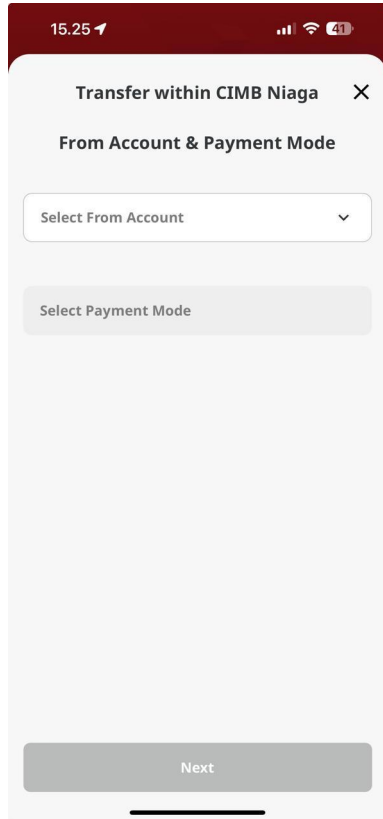 15.25
41
Transfer within CIMB Niaga
From Account & Payment Mode
Select From Account
Select Payment Mode
Next